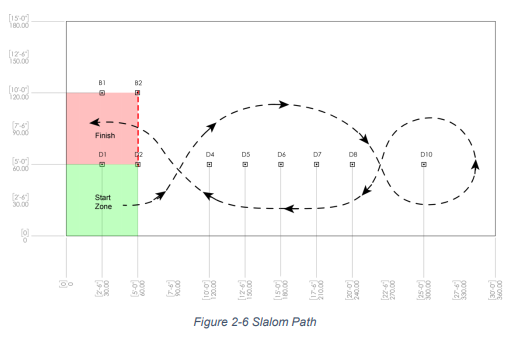 [15'-0"]
180.00
[12'-6"]
150.00
[10'-0"]
120.00
[7'-6"]
90.00
[5'-0"]
60.00
[2'-6"]
30.00
[0]
0
B1
B2
Finish
D1
D2
D4
D5
D6
D7
D8
D10
Start
Zone
[0]
0
[2'-6"]
30.00
[5'-0"]
60.00
[7'-6"]
90.00
[10'-0"]
120.00
[12'-6"]
150.00
[15'-0"]
180.00
[17'-6"]
210.00
[20'-0"]
240.00
[22'-6"]
270.00
[25'-0"]
300.00
[27'-6"]
330.00
[30'-0"]
360.00
Figure 2-6 Slalom Path